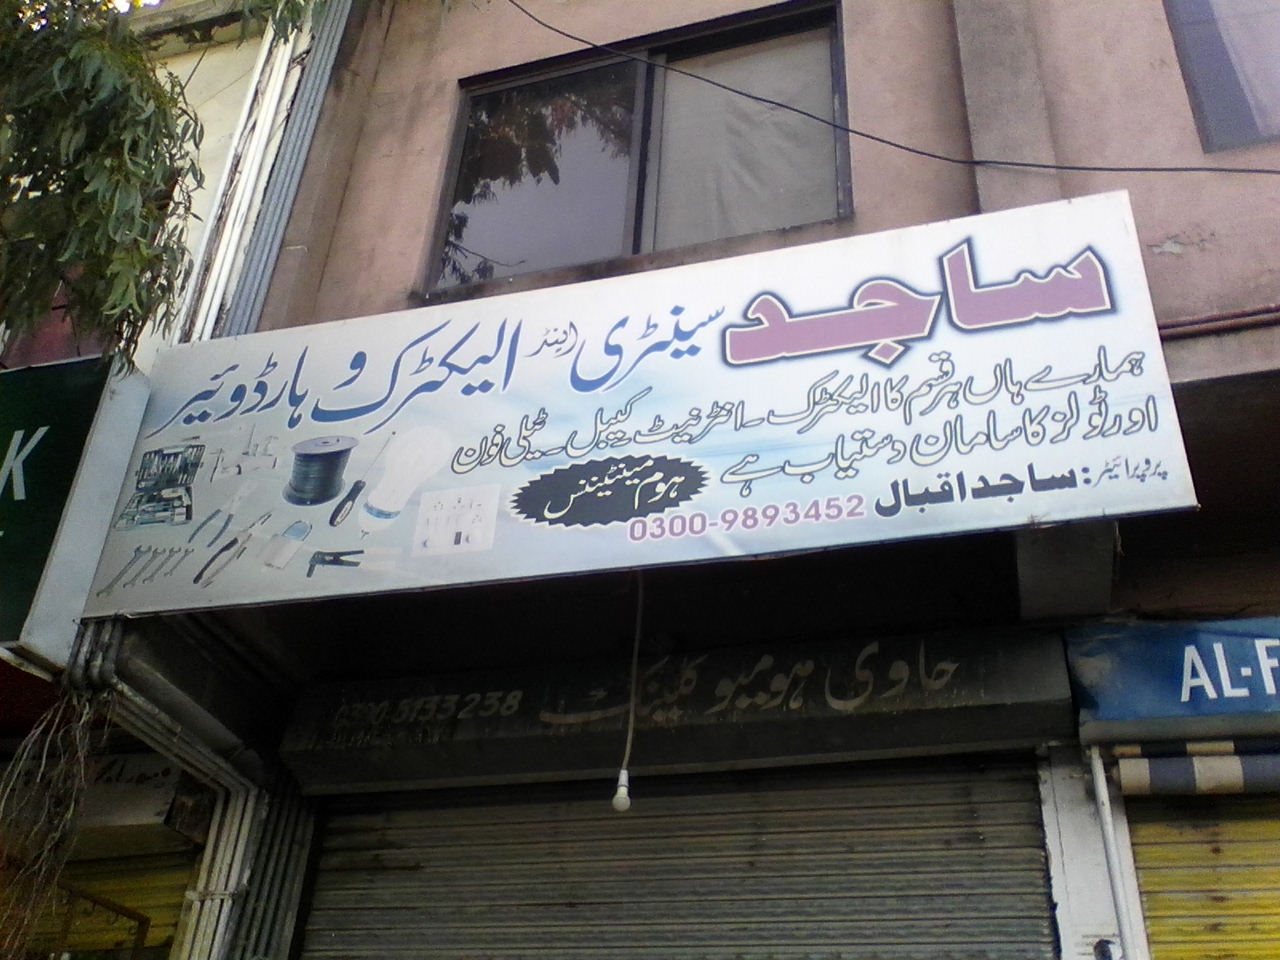 ساجد سینٹری اینڈ الیکٹرک و ہارڈوئیر
ہمارے ہاں ہر قسم کا الیکٹرک ۔ انٹرنیٹ کیبل ۔ ٹیلی فون
اور ٹولز کا سامان دستیاب ہے
ہوم مینٹیننس
پروپرائیٹر: ساجد اقبال 0300-9893452
حاوی ہومیو کلینک 0300-5133238
K
AL-F